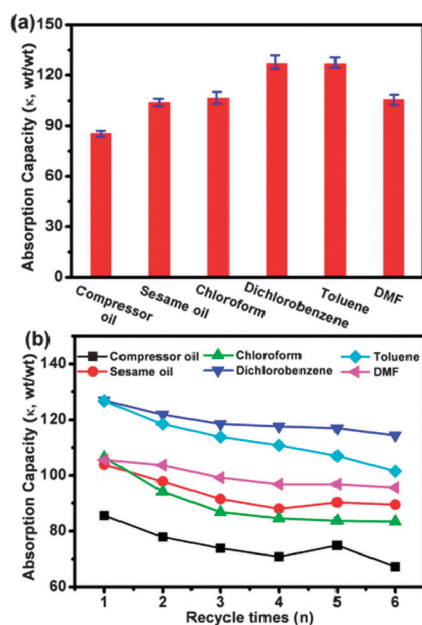 (a)
Absorption Capacity (κ, wt/wt)
150
120
90
60
30
0
Compressor
oil
Sesame oil
Chloroform
Dichlorobenzene
Toluene
DMF
(b)
Absorption Capacity (κ, wt/wt)
140
120
100
80
60
Compressor oil
Chloroform
Toluene
Sesame oil
Dichlorobenzene
DMF
1 2 3 4 5 6
Recycle times (n)